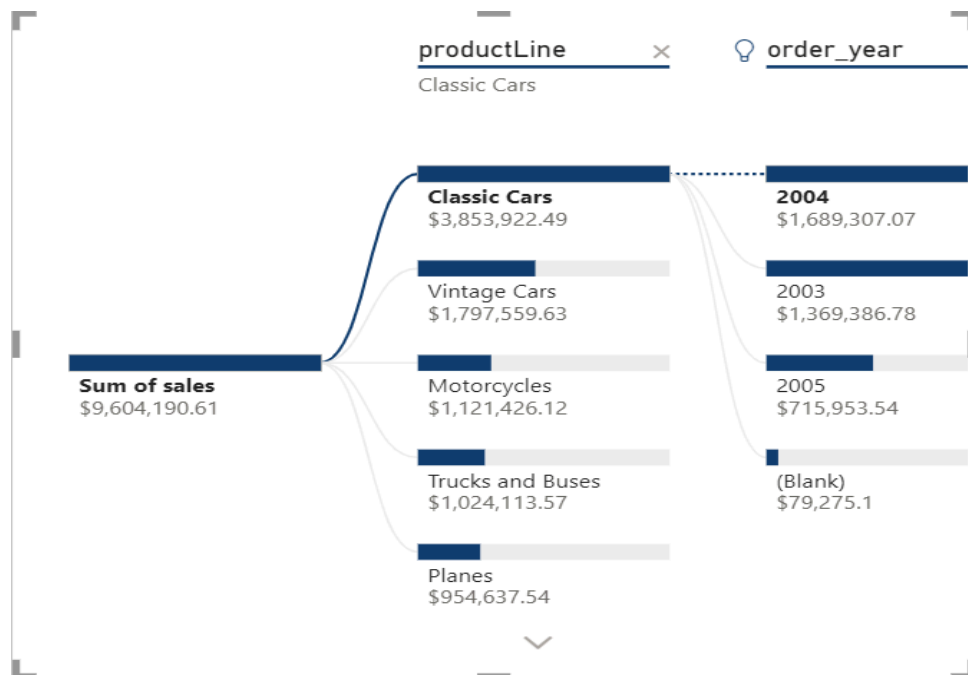 productLine
Classic Cars
order_year
Sum of sales
$9,604,190.61
Classic Cars
$3,853,922.49
Vintage Cars
$1,797,559.63
Motorcycles
$1,121,426.12
Trucks and Buses
$1,024,113.57
Planes
$954,637.54
2004
$1,689,307.07
2003
$1,369,386.78
2005
$715,953.54
(Blank)
$79,275.1